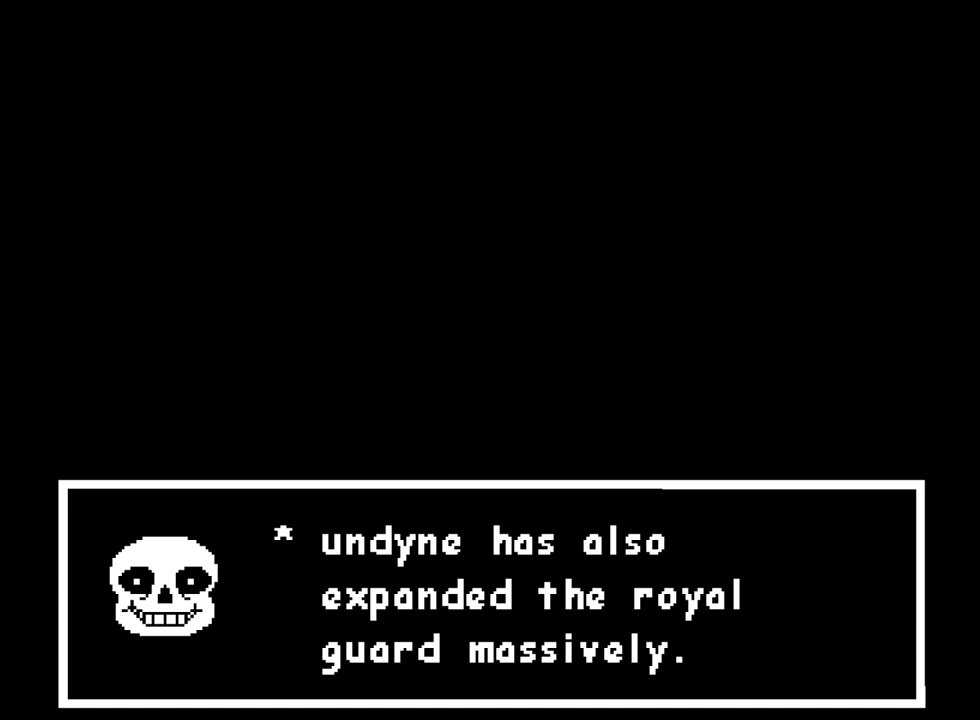 * undyne has also
expanded the royal
guard massively.